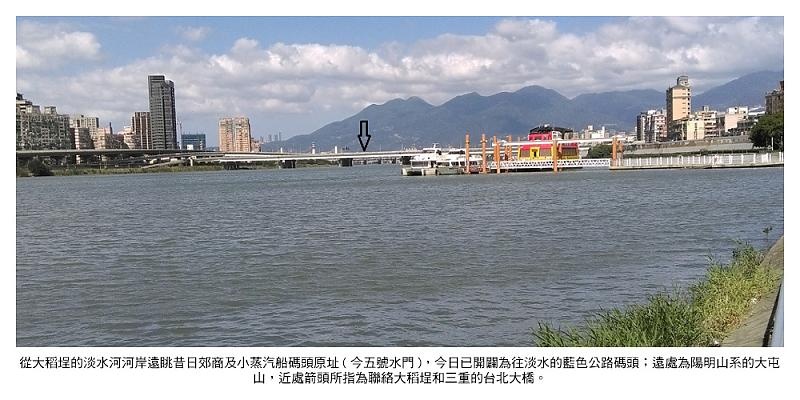 從大稻埕的淡水河河岸遠眺昔日郊商及小蒸汽船碼頭原址(今五號水門)，今日已開闢為往淡水的藍色公路碼頭；遠處為陽明山系的大屯
山，近處箭頭所指為聯絡大稻埕和三重的台北大橋。